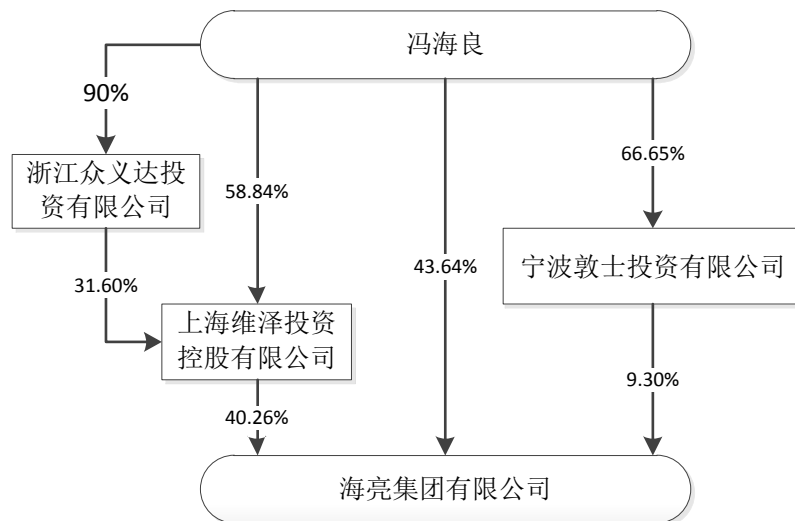 冯海良
90%
浙江众义达投
资有限公司
58.84%
43.64%
66.65%
宁波敦士投资有限公司
31.60%
上海维泽投资
控股有限公司
40.26%
9.30%
海亮集团有限公司